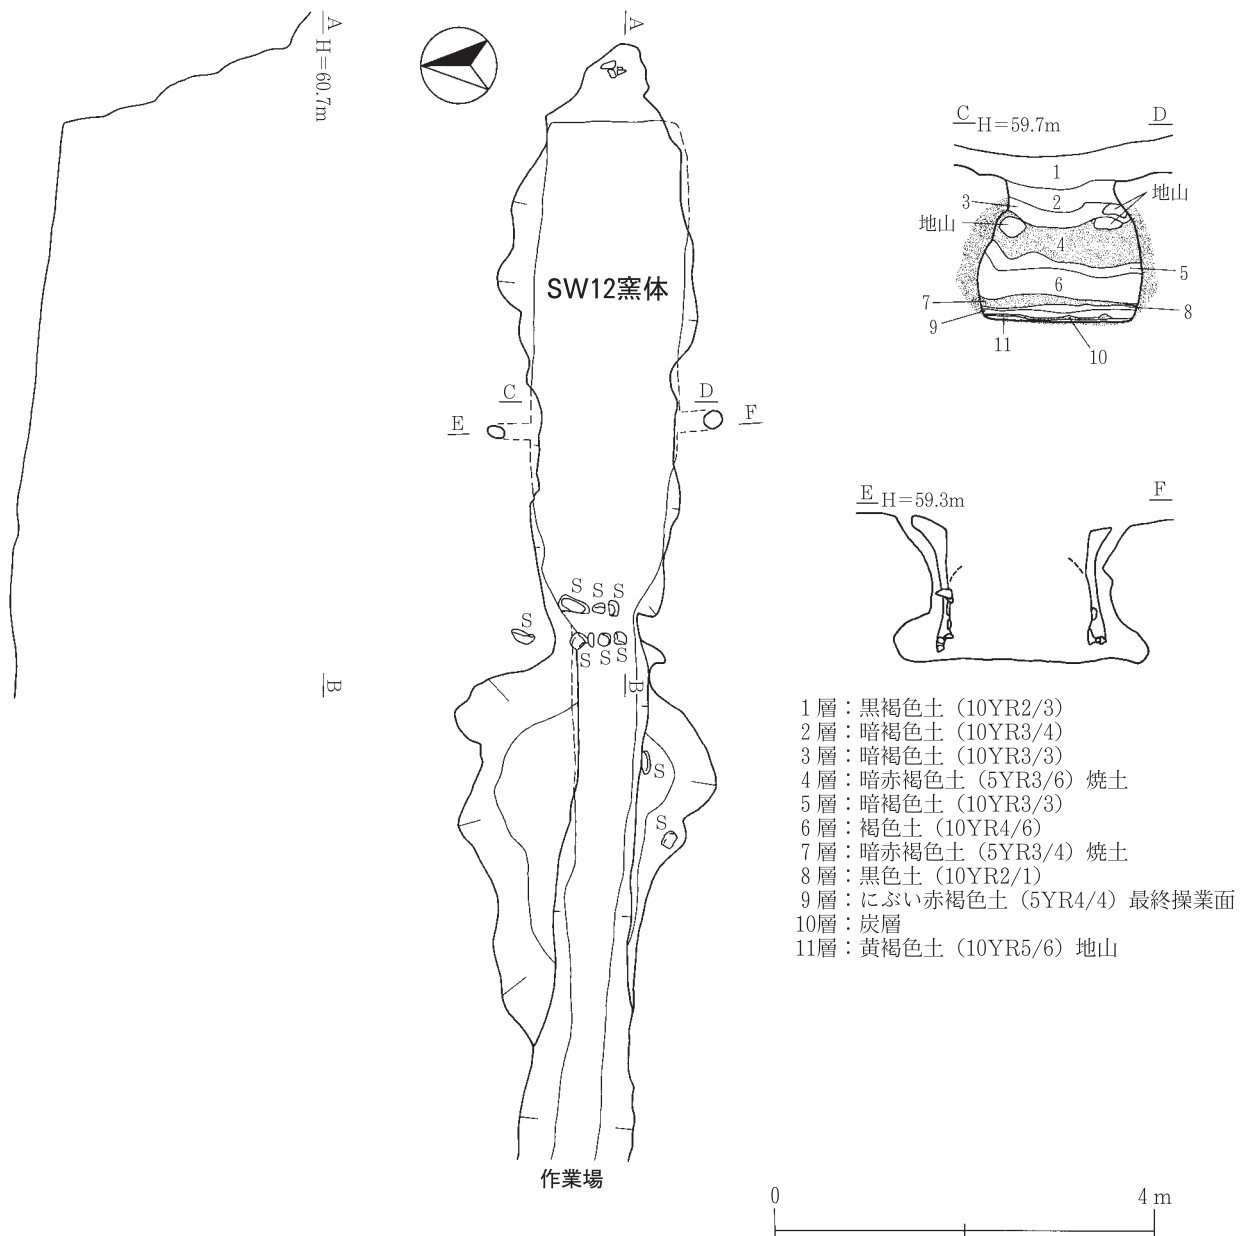 A
H=60.7m
A
C H=59.7m D
1
地山
3
2
地山
4
SW12窯体
5
6
7
8
9
11
10
C D
E F
E H=59.3m F
S S S
S
S S S
B
B
S
S
1層：黒褐色土（10YR2/3）
2層：暗褐色土（10YR3/4）
3層：暗褐色土（10YR3/3）
4層：暗赤褐色土（5YR3/6）焼土
5層：暗褐色土（10YR3/3）
6層：褐色土（10YR4/6）
7層：暗赤褐色土（5YR3/4）焼土
8層：黒色土（10YR2/1）
9層：にぶい赤褐色土（5YR4/4）最終操業面
10層：炭層
11層：黄褐色土（10YR5/6）地山
作業場
0 4m